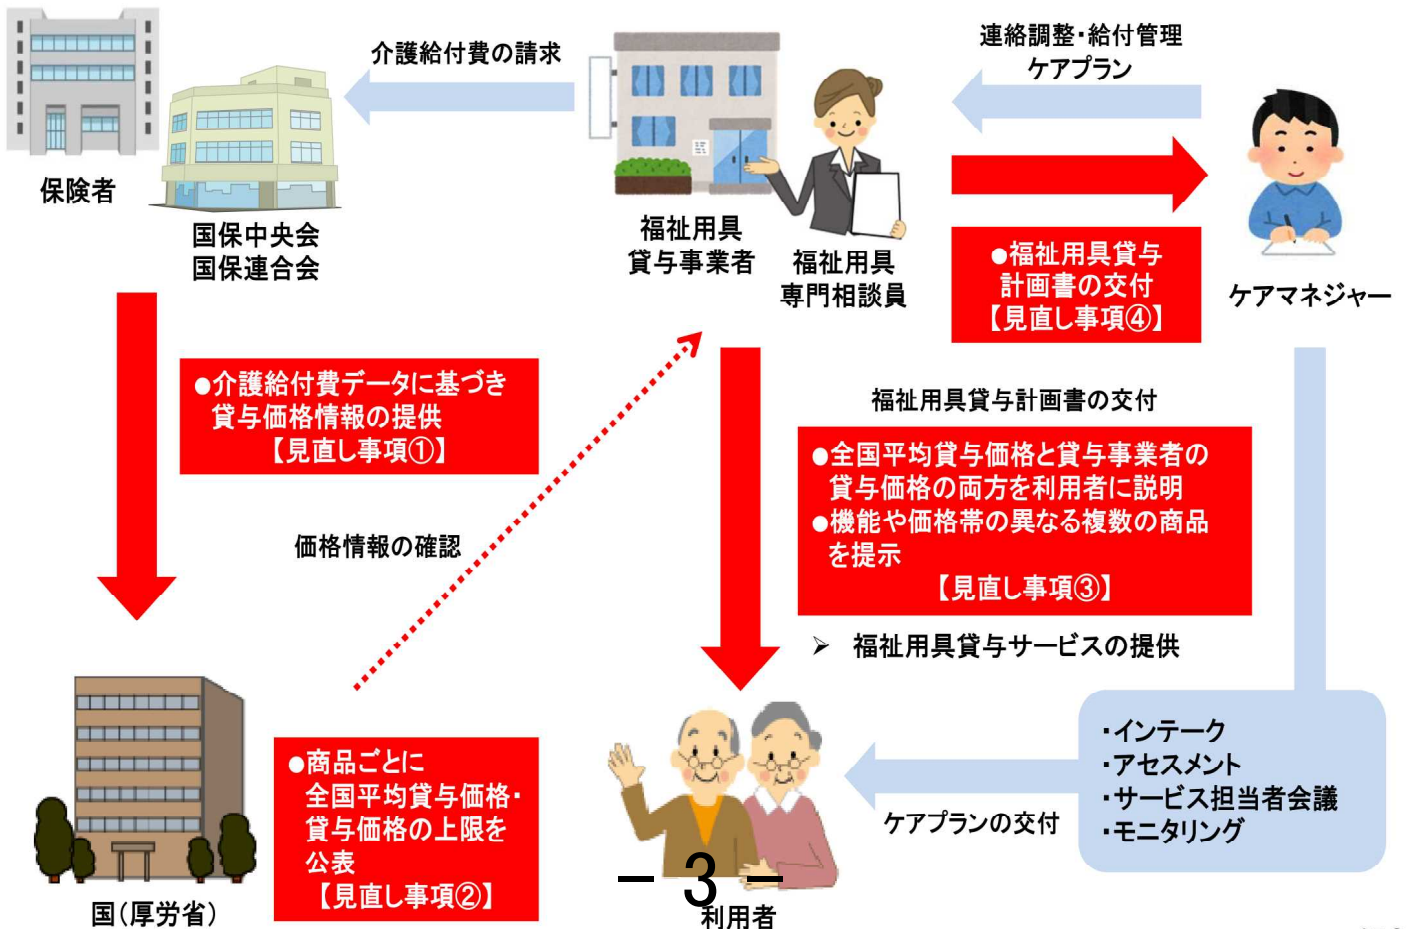 介護給付費の請求
連絡調整・給付管理
ケアプラン
保険者
国保中央会
国保連合会
福祉用具
貸与事業者
福祉用具
専門相談員
●福祉用具貸与
計画書の交付
【見直し事項④】
ケアマネジャー
●介護給付費データに基づき
貸与価格情報の提供
【見直し事項①】
福祉用具貸与計画書の交付
●全国平均貸与価格と貸与事業者の
貸与価格の両方を利用者に説明
●機能や価格帯の異なる複数の商品
を提示
【見直し事項③】
価格情報の確認
➢ 福祉用具貸与サービスの提供
・インテーク
・アセスメント
・サービス担当者会議
・モニタリング
ケアプランの交付
●商品ごとに
全国平均貸与価格・
貸与価格の上限を
公表
【見直し事項②】
国(厚労省)
－ 3 －
利用者